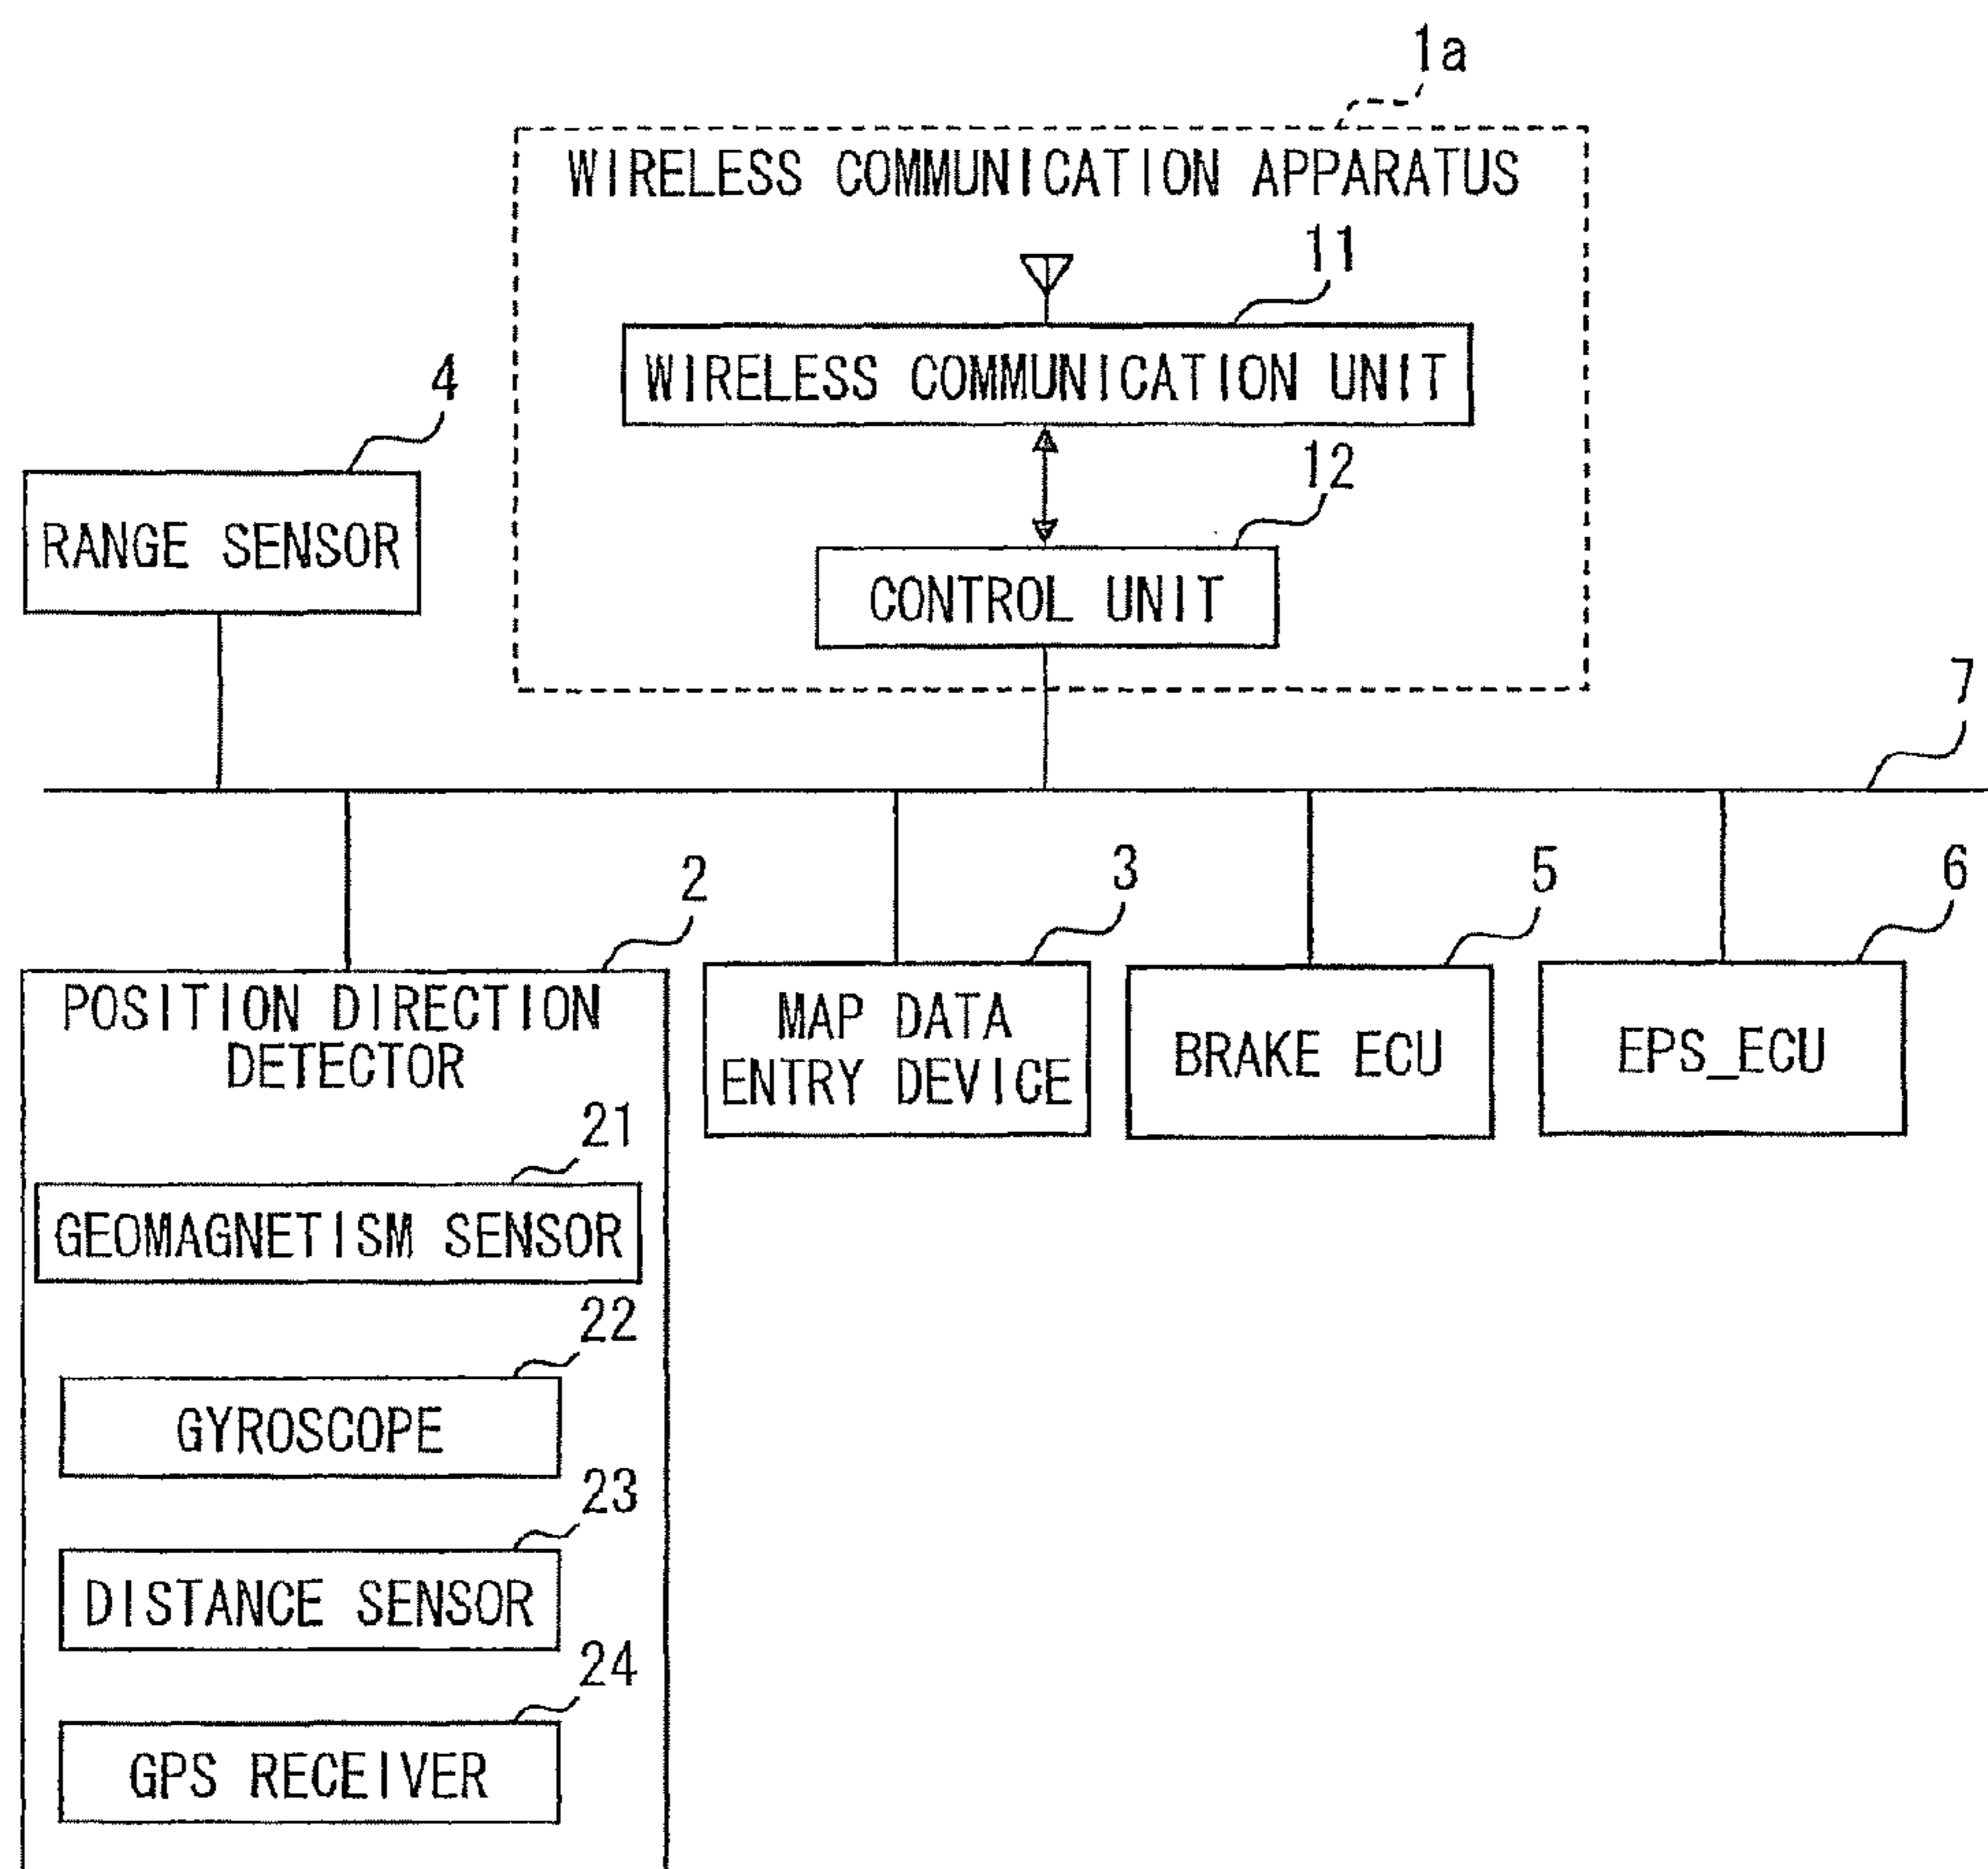 1a
WIRELESS COMMUNICATION APPARATUS
11
WIRELESS COMMUNICATION UNIT
4
12
RANGE SENSOR
CONTROL UNIT
7
2
3
5
6
POSITION DIRECTION
DETECTOR
MAP DATA
ENTRY DEVICE
BRAKE ECU
EPS_ECU
21
GEOMAGNETISM SENSOR
22
GYROSCOPE
23
DISTANCE SENSOR
24
GPS RECEIVER